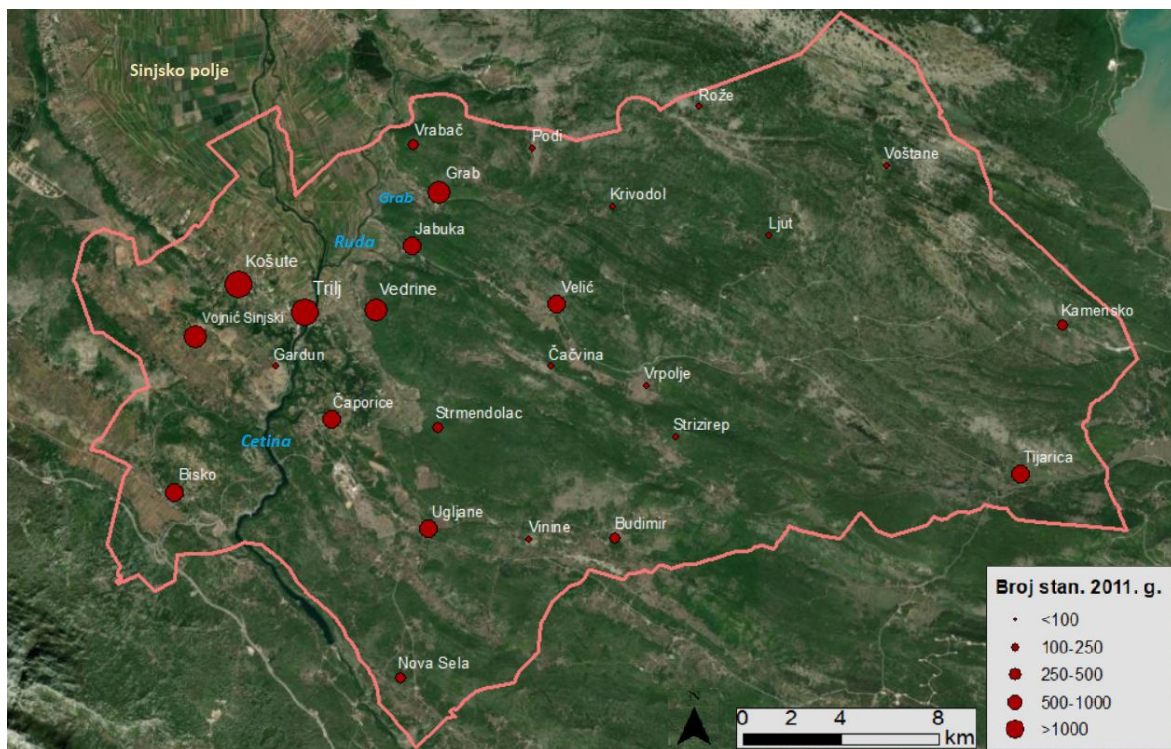 Sinjsko polje
Rože
Vrabač
Podi
Voštane
Grab
Grab
Krivodol
Ljut
Jabuka
Ruda
Košute
Trilj
Vedrine
Velić
Vojnić Sinjski
Kamensko
Gardun
Čačvina
Vrpolje
Čaporice
Strmendolac
Strizirep
Cetina
Tijarica
Bisko
Ugljane
Vinine
Budimir
Nova Sela
N
0 2 4 8
km
Broj stan. 2011. g.
<100
100-250
250-500
500-1000
>1000